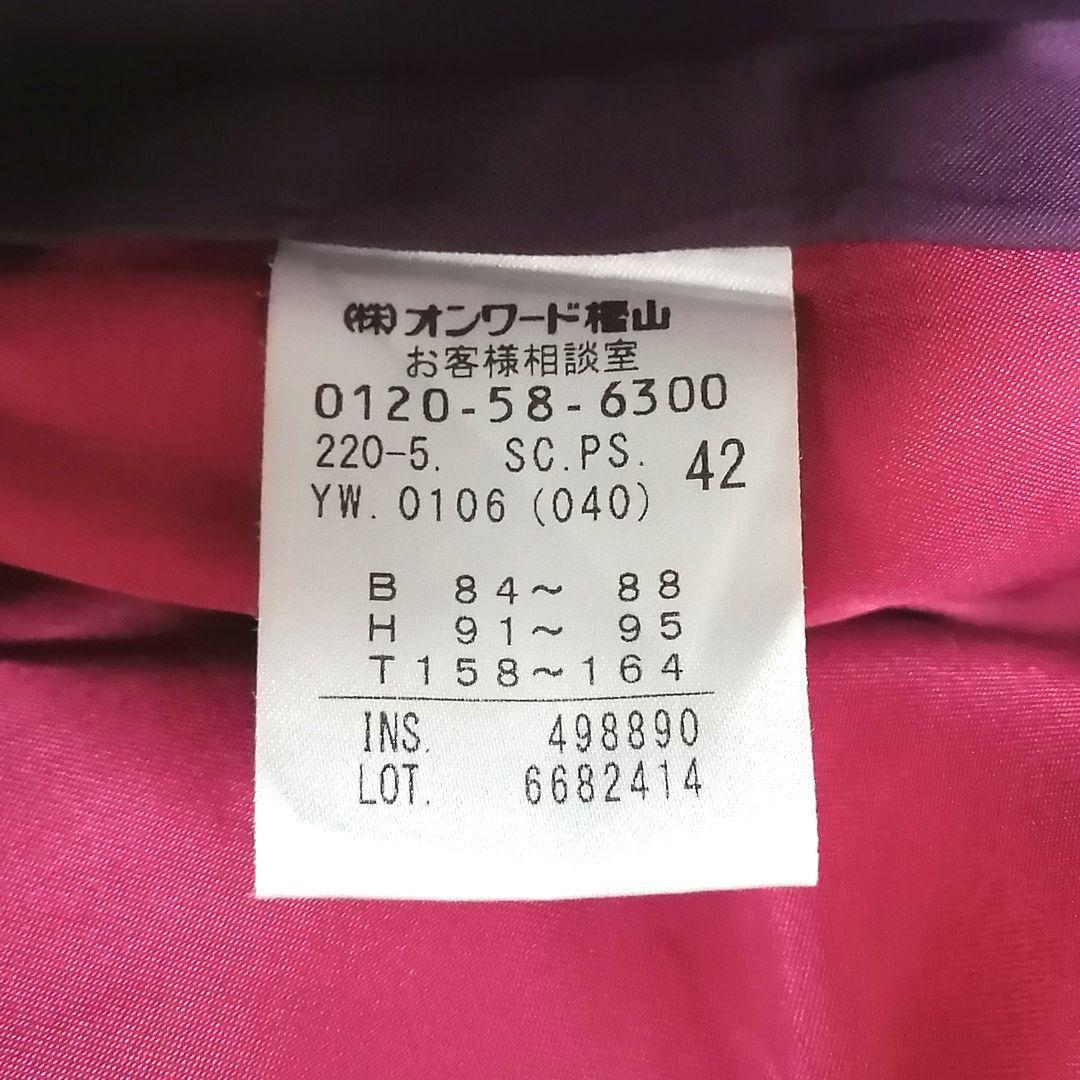 (株)オンワード樫山
お客様相談室
0120-58-6300
220-5. SC.PS. 42
YW. 0106 (040)
B 84~ 88
H 91~ 95
T158~164
INS. 498890
LOT. 6682414